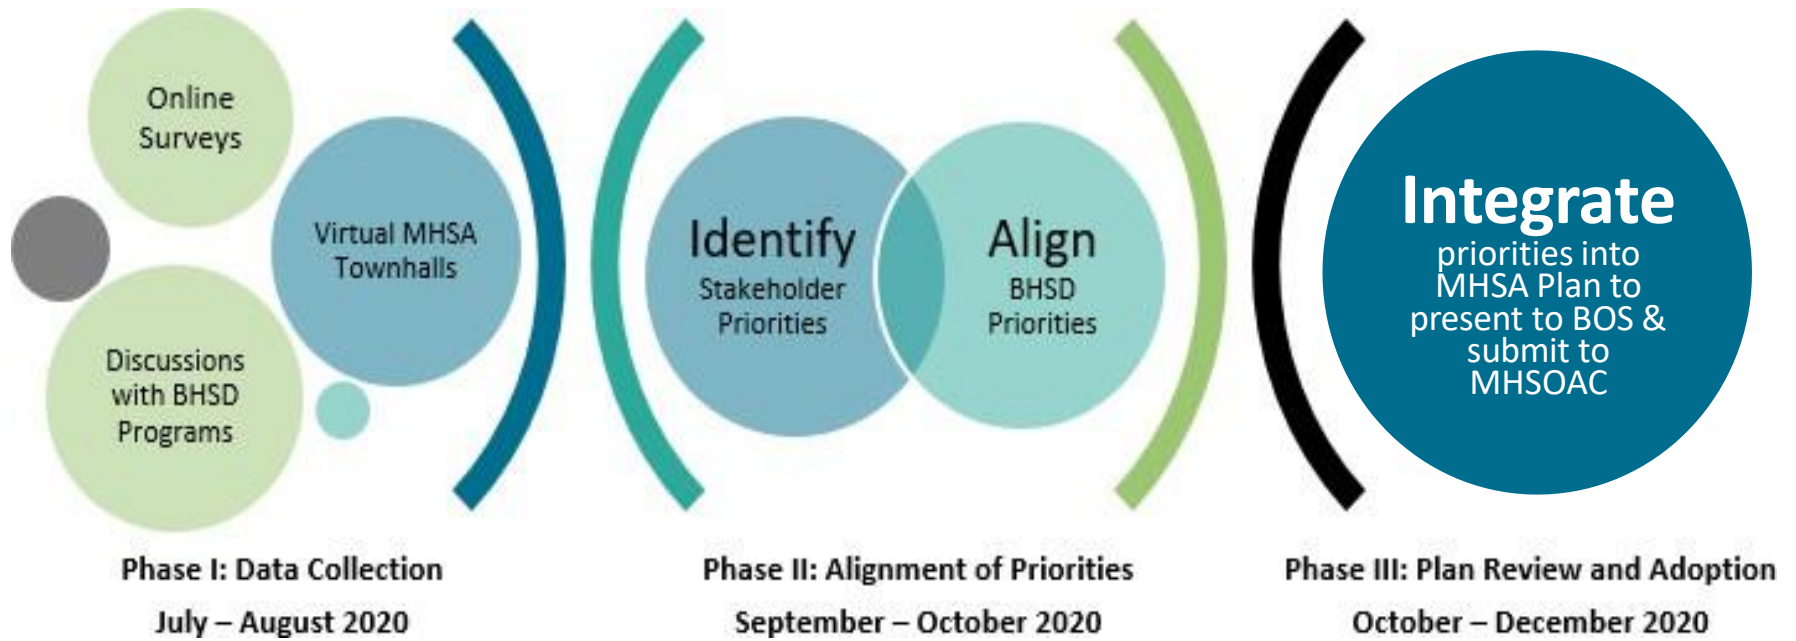 Online
Surveys
Virtual MHSA
Townhalls
Discussions
with BHSD
Programs
Phase I: Data Collection
July – August 2020
Identify
Stakeholder
Priorities
Align
BHSD
Priorities
Phase II: Alignment of Priorities
September – October 2020
Integrate
priorities into
MHSA Plan to
present to BOS &
submit to
MHSOAC
Phase III: Plan Review and Adoption
October – December 2020